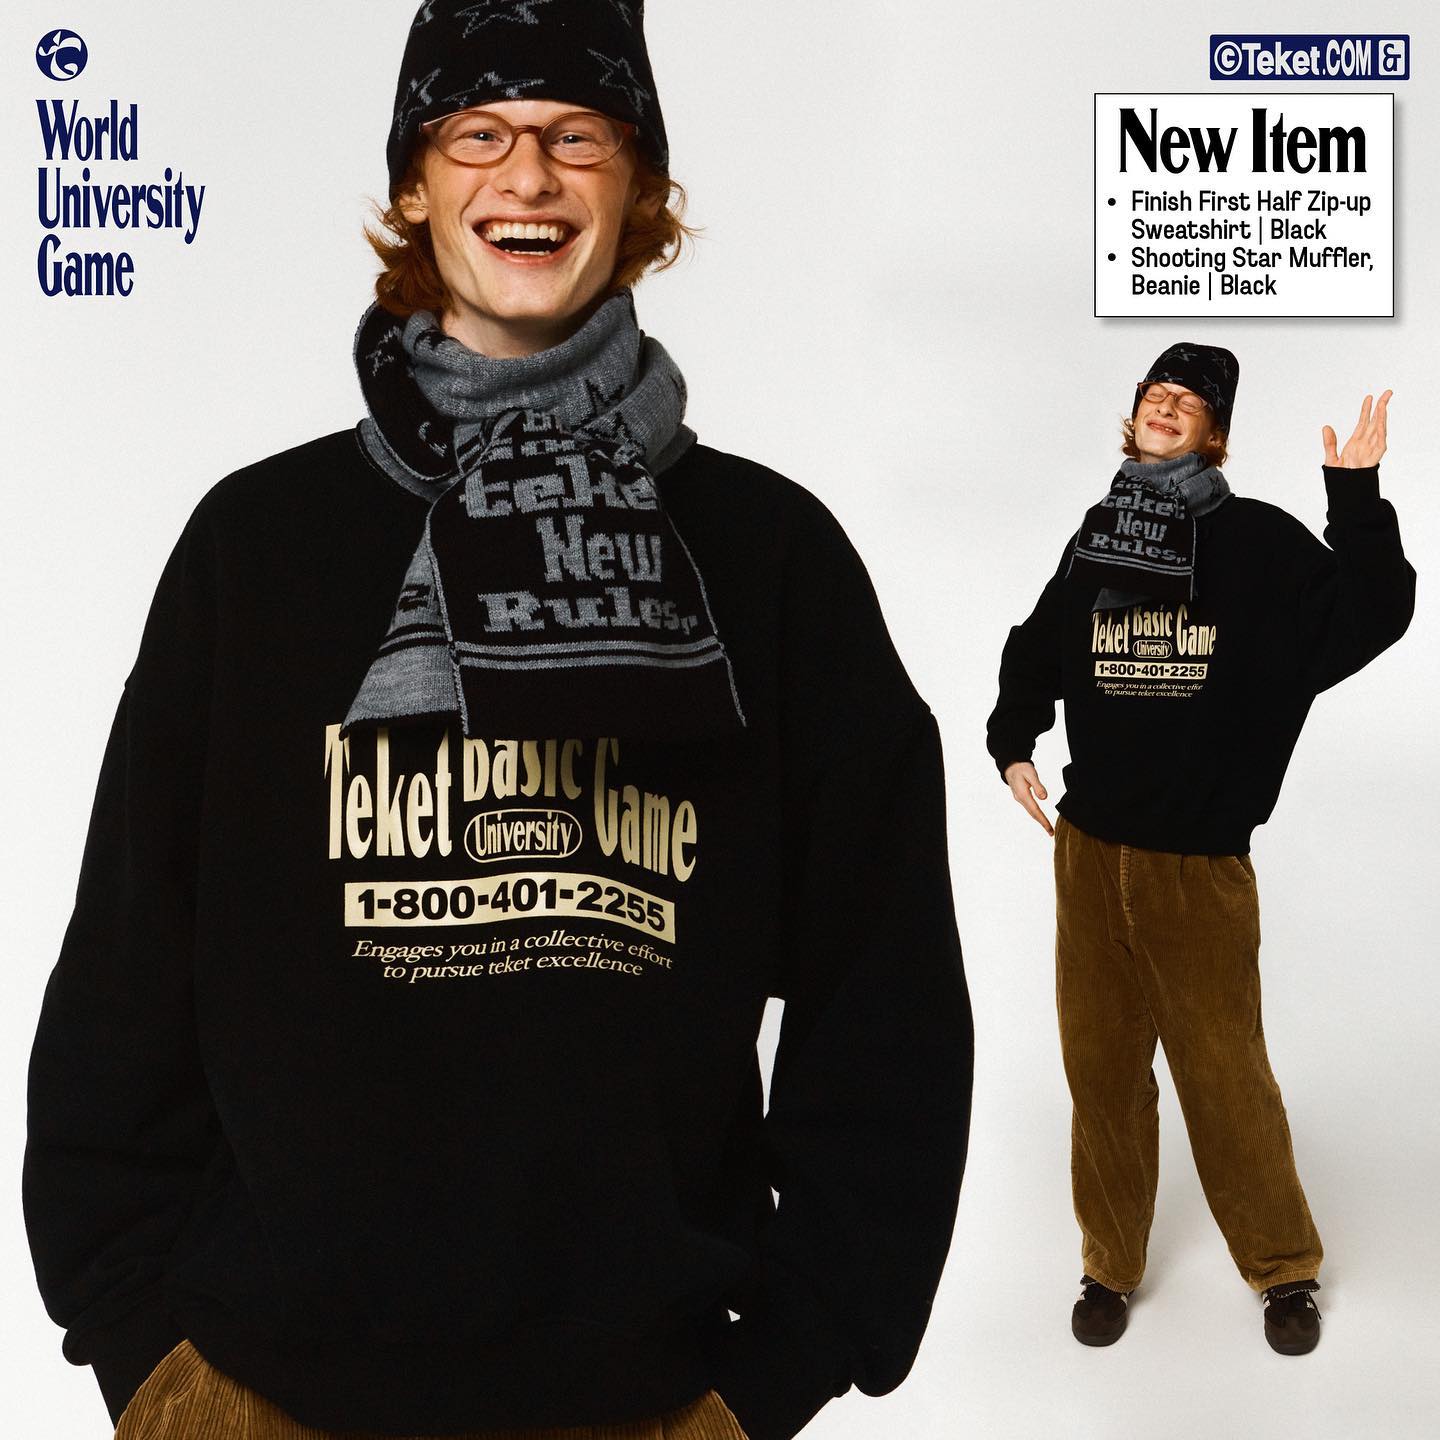 World
University
Game
©Teket.COM &
New Item
• Finish First Half Zip-up
Sweatshirt | Black
• Shooting Star Muffler,
Beanie | Black
teket
New
Rules,
Teket Basic Game
University
1-800-401-2255
Engages you in a collective effort
to pursue teket excellence
teket
New
Rules,
Teket Basic Game
University
1-800-401-2255
Engages you in a collective effort
to pursue teket excellence